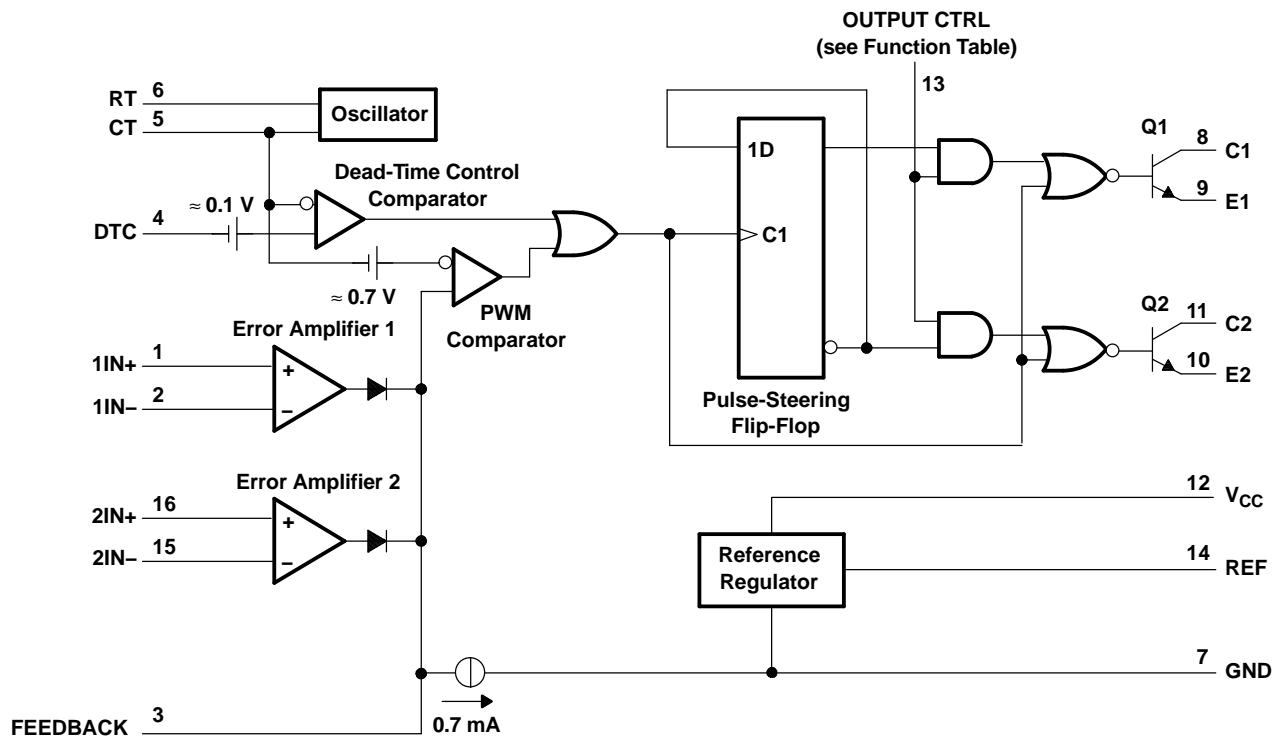 OUTPUT CTRL
(see Function Table)
13
RT 6
CT 5
Oscillator
Dead-Time Control
Comparator
≈ 0.1 V
DTC 4
≈ 0.7 V
PWM
Comparator
1D
C1
Pulse-Steering
Flip-Flop
Q1
8 C1
9 E1
Q2
11 C2
10 E2
Error Amplifier 1
1IN+ 1
1IN− 2
+
−
Error Amplifier 2
2IN+ 16
2IN− 15
+
−
12 VCC
Reference
Regulator
14 REF
7 GND
0.7 mA
FEEDBACK 3